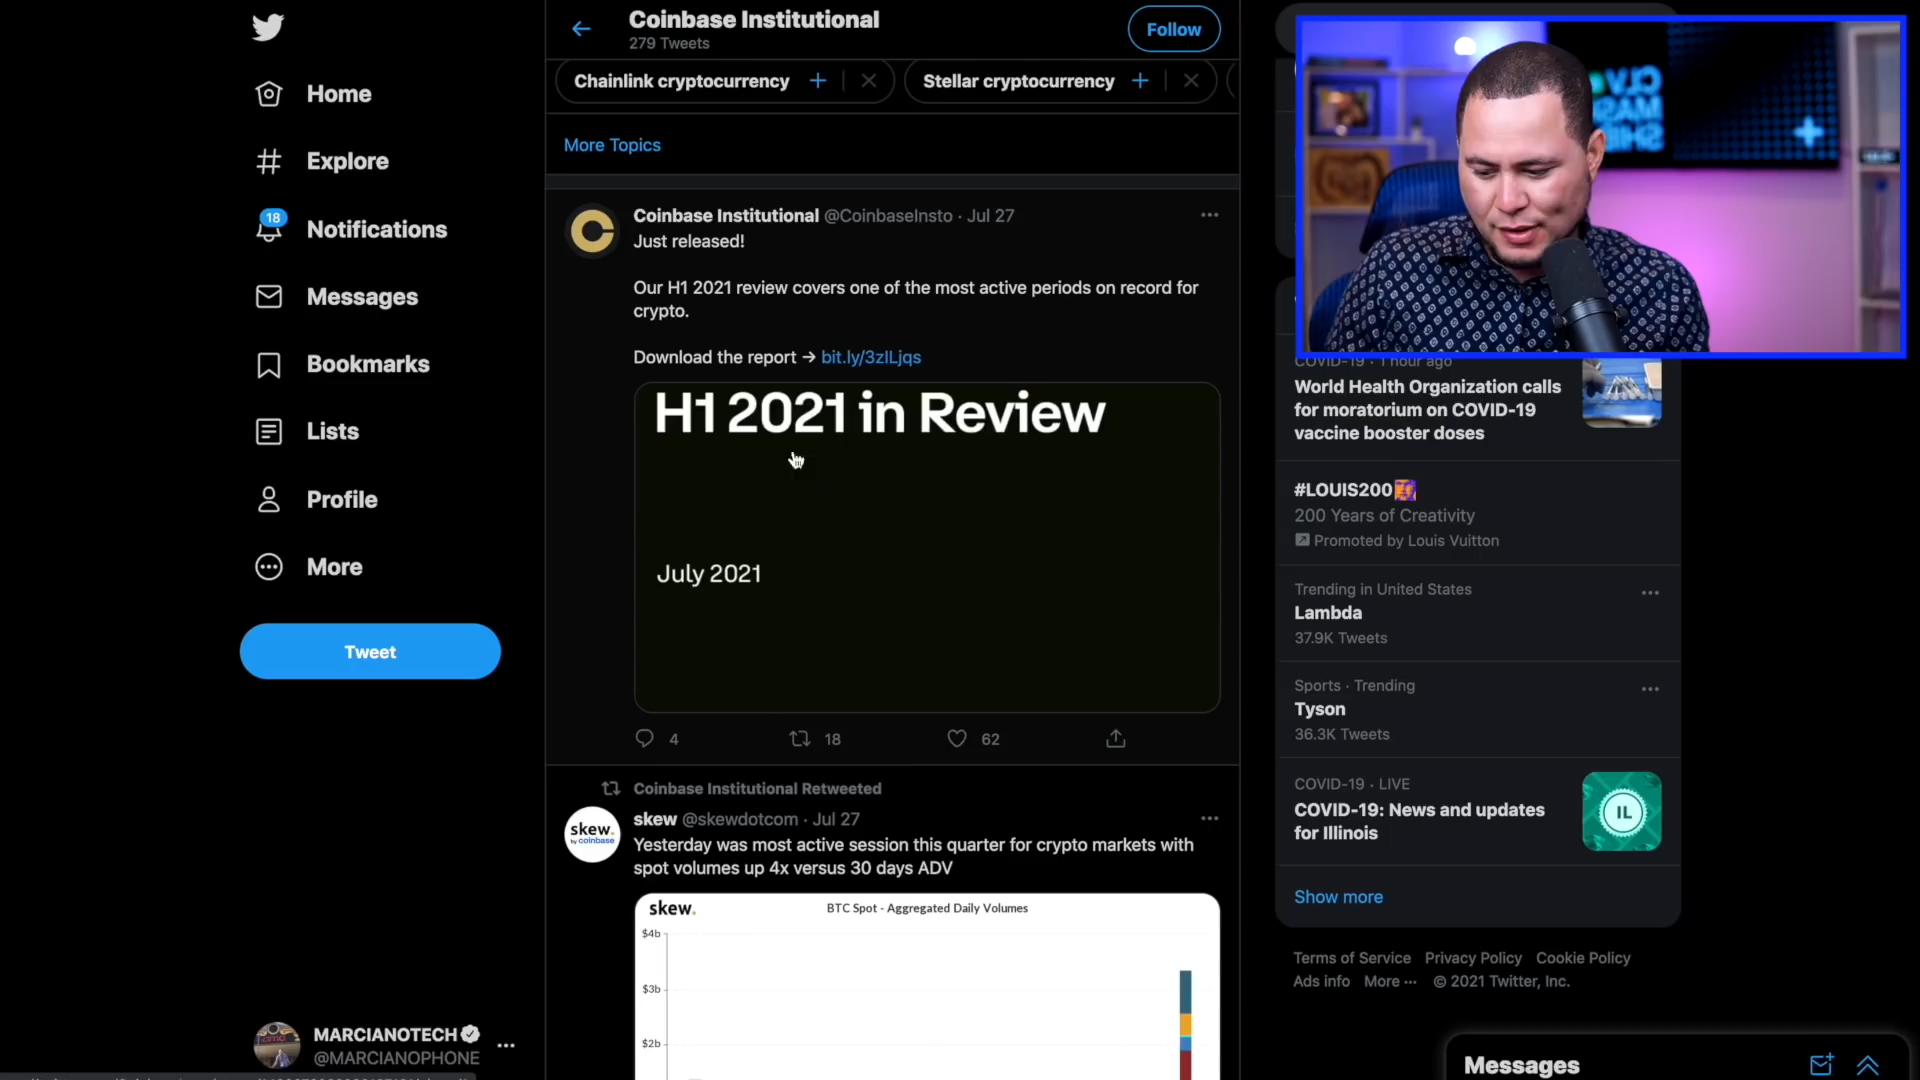 Home
Explore
18
Notifications
Messages
Bookmarks
Lists
Profile
More
Tweet
MARCIANOTECH
@MARCIANOPHONE
Coinbase Institutional
279 Tweets
Follow
Chainlink cryptocurrency
Stellar cryptocurrency
More Topics
Coinbase Institutional @CoinbaseInsto · Jul 27
Just released!
Our H1 2021 review covers one of the most active periods on record for
crypto.
Download the report → bit.ly/3zlLjqs
H1 2021 in Review
July 2021
4
18
62
Coinbase Institutional Retweeted
skew.
by coinbase
skew @skewdotcom · Jul 27
Yesterday was most active session this quarter for crypto markets with
spot volumes up 4x versus 30 days ADV
skew.
BTC Spot - Aggregated Daily Volumes
$4b
$3b
$2b
COVID-19 · 1 hour ago
World Health Organization calls
for moratorium on COVID-19
vaccine booster doses
#LOUIS200
200 Years of Creativity
Promoted by Louis Vuitton
Trending in United States
Lambda
37.9K Tweets
Sports · Trending
Tyson
36.3K Tweets
COVID-19 · LIVE
COVID-19: News and updates
for Illinois
IL
Show more
Terms of Service Privacy Policy Cookie Policy
Ads info More ··· © 2021 Twitter, Inc.
Messages